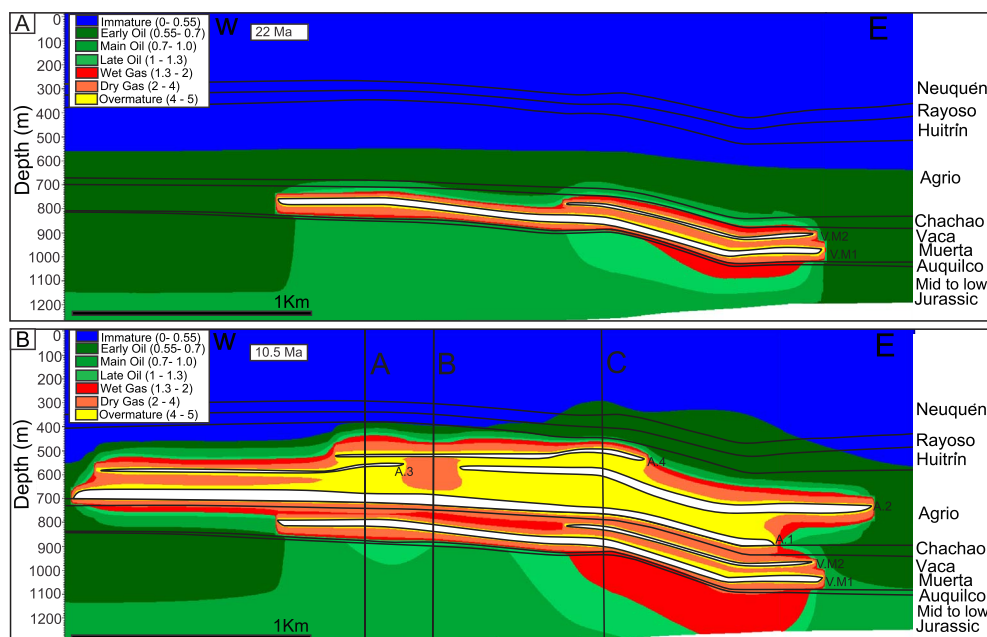 A
Immature (0- 0.55)
Early Oil (0.55- 0.7)
Main Oil (0.7- 1.0)
Late Oil (1 - 1.3)
Wet Gas (1.3 - 2)
Dry Gas (2 - 4)
Overmature (4 - 5)
W
22 Ma
E
Depth (m)
0
100
200
300
400
500
600
700
800
900
1000
1100
1200
Neuquén
Rayoso
Huitrín
Agrio
Chachao
Vaca
Muerta
Auquilco
Mid to low
Jurassic
V.M2
V.M1
1Km
B
Immature (0- 0.55)
Early Oil (0.55- 0.7)
Main Oil (0.7- 1.0)
Late Oil (1 - 1.3)
Wet Gas (1.3 - 2)
Dry Gas (2 - 4)
Overmature (4 - 5)
W
10.5 Ma
E
A
B
C
Depth (m)
0
100
200
300
400
500
600
700
800
900
1000
1100
1200
Neuquén
Rayoso
Huitrín
Agrio
Chachao
Vaca
Muerta
Auquilco
Mid to low
Jurassic
A.3
A.4
A.2
A.1
V.M2
V.M1
1Km